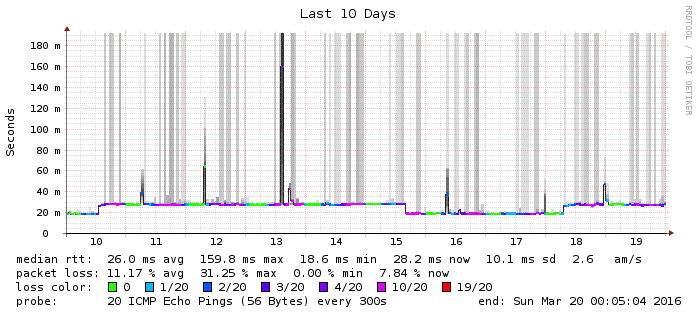 Last 10 Days
RRDTOOL / TOBI OETIKER
Seconds
180 m
160 m
140 m
120 m
100 m
80 m
60 m
40 m
20 m
0
10 11 12 13 14 15 16 17 18 19
median rtt: 26.0 ms avg 159.8 ms max 18.6 ms min 28.2 ms now 10.1 ms sd 2.6 am/s
packet loss: 11.17 % avg 31.25 % max 0.00 % min 7.84 % now
loss color: 0 1/20 2/20 3/20 4/20 10/20 19/20
probe: 20 ICMP Echo Pings (56 Bytes) every 300s end: Sun Mar 20 00:05:04 2016